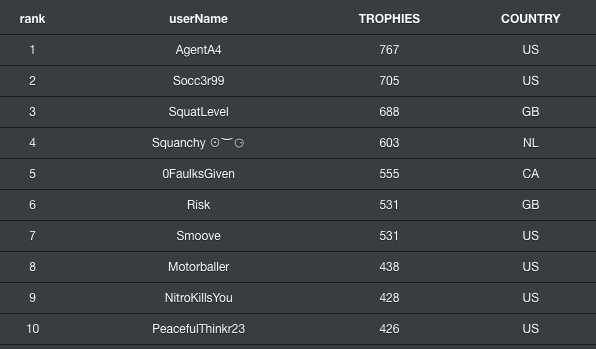 rank userName TROPHIES COUNTRY
1 AgentA4 767 US
2 Socc3r99 705 US
3 SquatLevel 688 GB
4 Squanchy ☉‿⚆ 603 NL
5 0FaulksGiven 555 CA
6 Risk 531 GB
7 Smoove 531 US
8 Motorballer 438 US
9 NitroKillsYou 428 US
10 PeacefulThinkr23 426 US